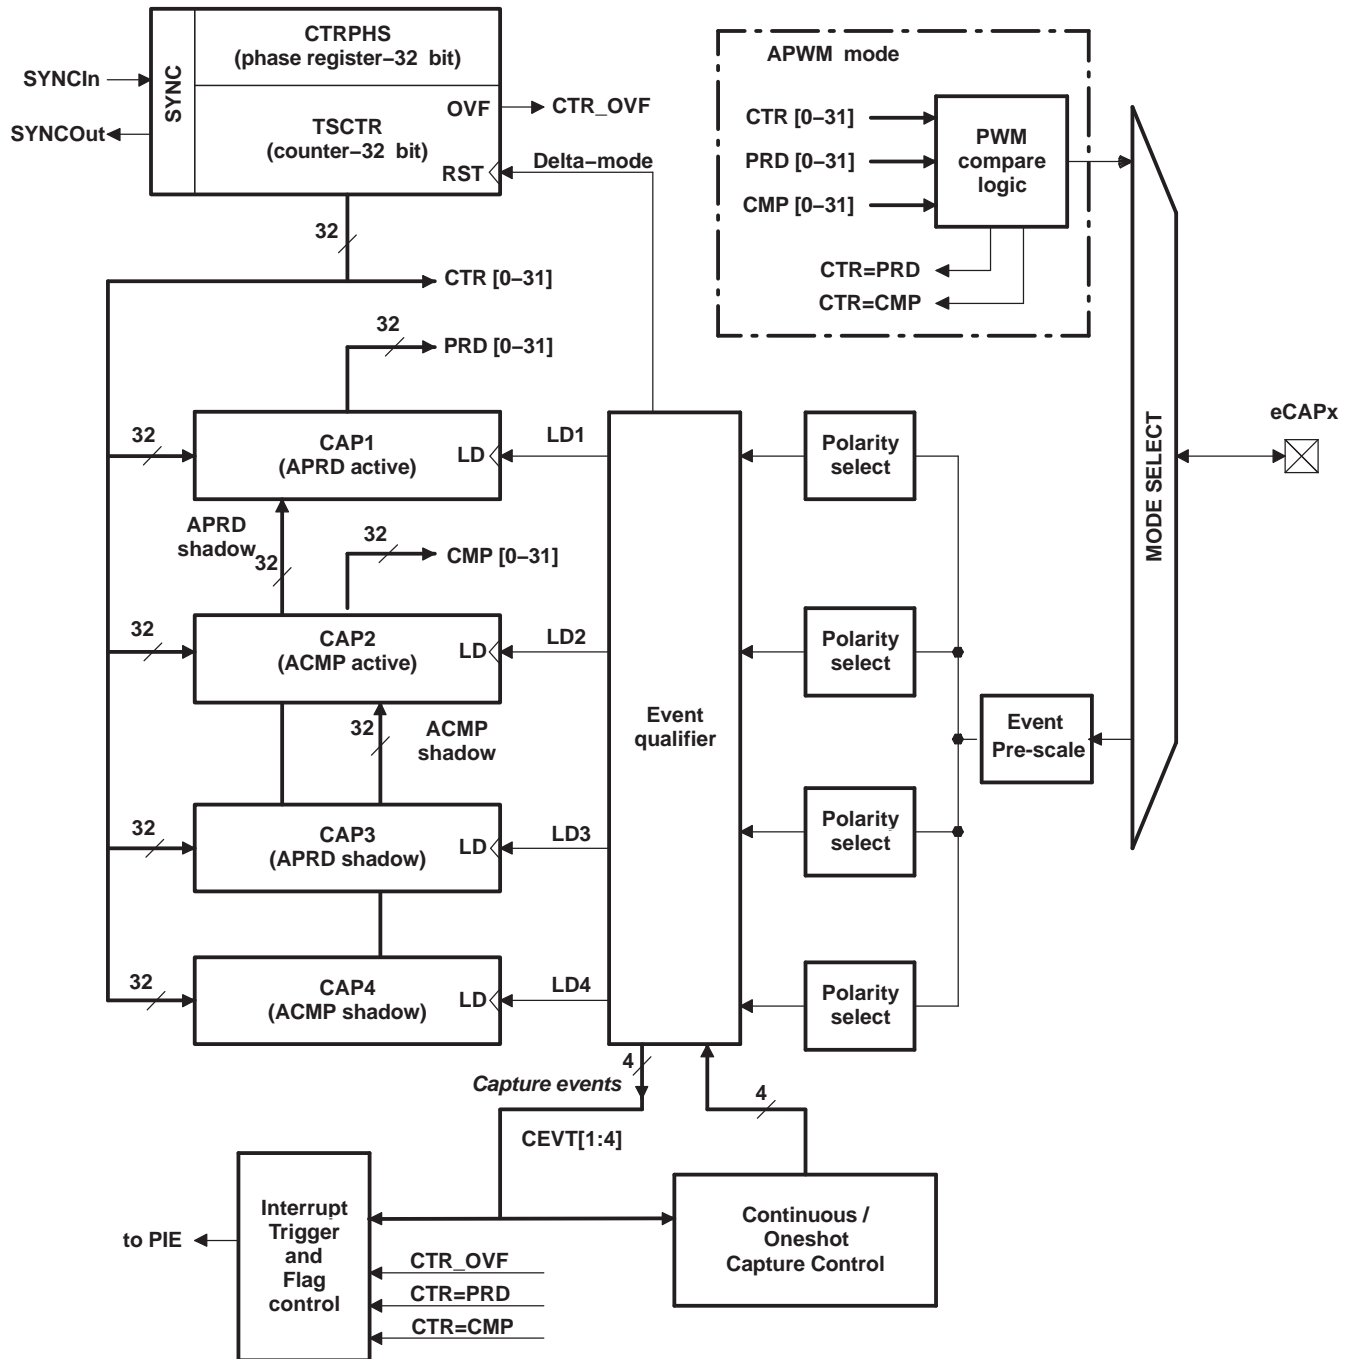 CTRPHS
(phase register−32 bit)
APWM mode
SYNCIn
SYNC
OVF
CTR_OVF
SYNCOut
TSCTR
(counter−32 bit)
RST
Delta−mode
CTR [0−31]
PRD [0−31]
CMP [0−31]
PWM
compare
logic
CTR=PRD
CTR=CMP
32
CTR [0−31]
32
PRD [0−31]
32
CAP1
(APRD active)
LD
LD1
Polarity
select
eCAPx
MODE SELECT
APRD
shadow
32
32
CMP [0−31]
32
CAP2
(ACMP active)
LD
LD2
Polarity
select
32
ACMP
shadow
Event
qualifier
Event
Pre-scale
32
CAP3
(APRD shadow)
LD
LD3
Polarity
select
32
CAP4
(ACMP shadow)
LD
LD4
Polarity
select
4
Capture events
4
CEVT[1:4]
to PIE
Interrupt
Trigger
and
Flag
control
CTR_OVF
CTR=PRD
CTR=CMP
Continuous /
Oneshot
Capture Control